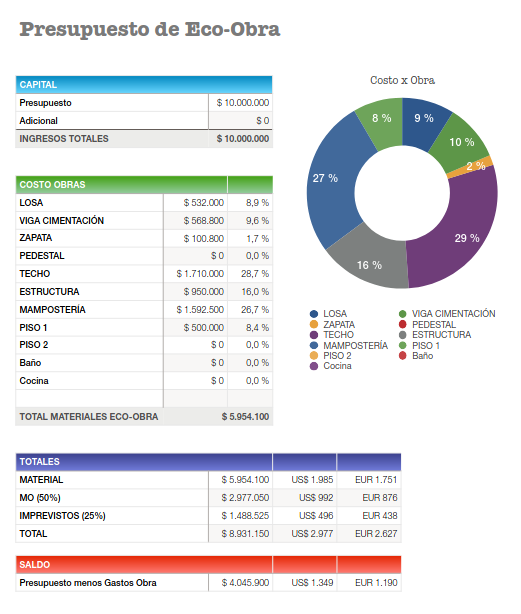 Presupuesto de Eco-Obra
CAPITAL
Presupuesto $ 10.000.000
Adicional $ 0
INGRESOS TOTALES $ 10.000.000
COSTO OBRAS
LOSA $ 532.000 8,9 %
VIGA CIMENTACIÓN $ 568.800 9,6 %
ZAPATA $ 100.800 1,7 %
PEDESTAL $ 0 0,0 %
TECHO $ 1.710.000 28,7 %
ESTRUCTURA $ 950.000 16,0 %
MAMPOSTERÍA $ 1.592.500 26,7 %
PISO 1 $ 500.000 8,4 %
PISO 2 $ 0 0,0 %
Baño $ 0 0,0 %
Cocina $ 0 0,0 %
TOTAL MATERIALES ECO-OBRA $ 5.954.100
Costo x Obra
8 % 9 %
10 %
2 %
27 %
29 %
16 %
LOSA VIGA CIMENTACIÓN
ZAPATA PEDESTAL
TECHO ESTRUCTURA
MAMPOSTERÍA PISO 1
PISO 2 Baño
Cocina
TOTALES
MATERIAL $ 5.954.100 US$ 1.985 EUR 1.751
MO (50%) $ 2.977.050 US$ 992 EUR 876
IMPREVISTOS (25%) $ 1.488.525 US$ 496 EUR 438
TOTAL $ 8.931.150 US$ 2.977 EUR 2.627
SALDO
Presupuesto menos Gastos Obra $ 4.045.900 US$ 1.349 EUR 1.190